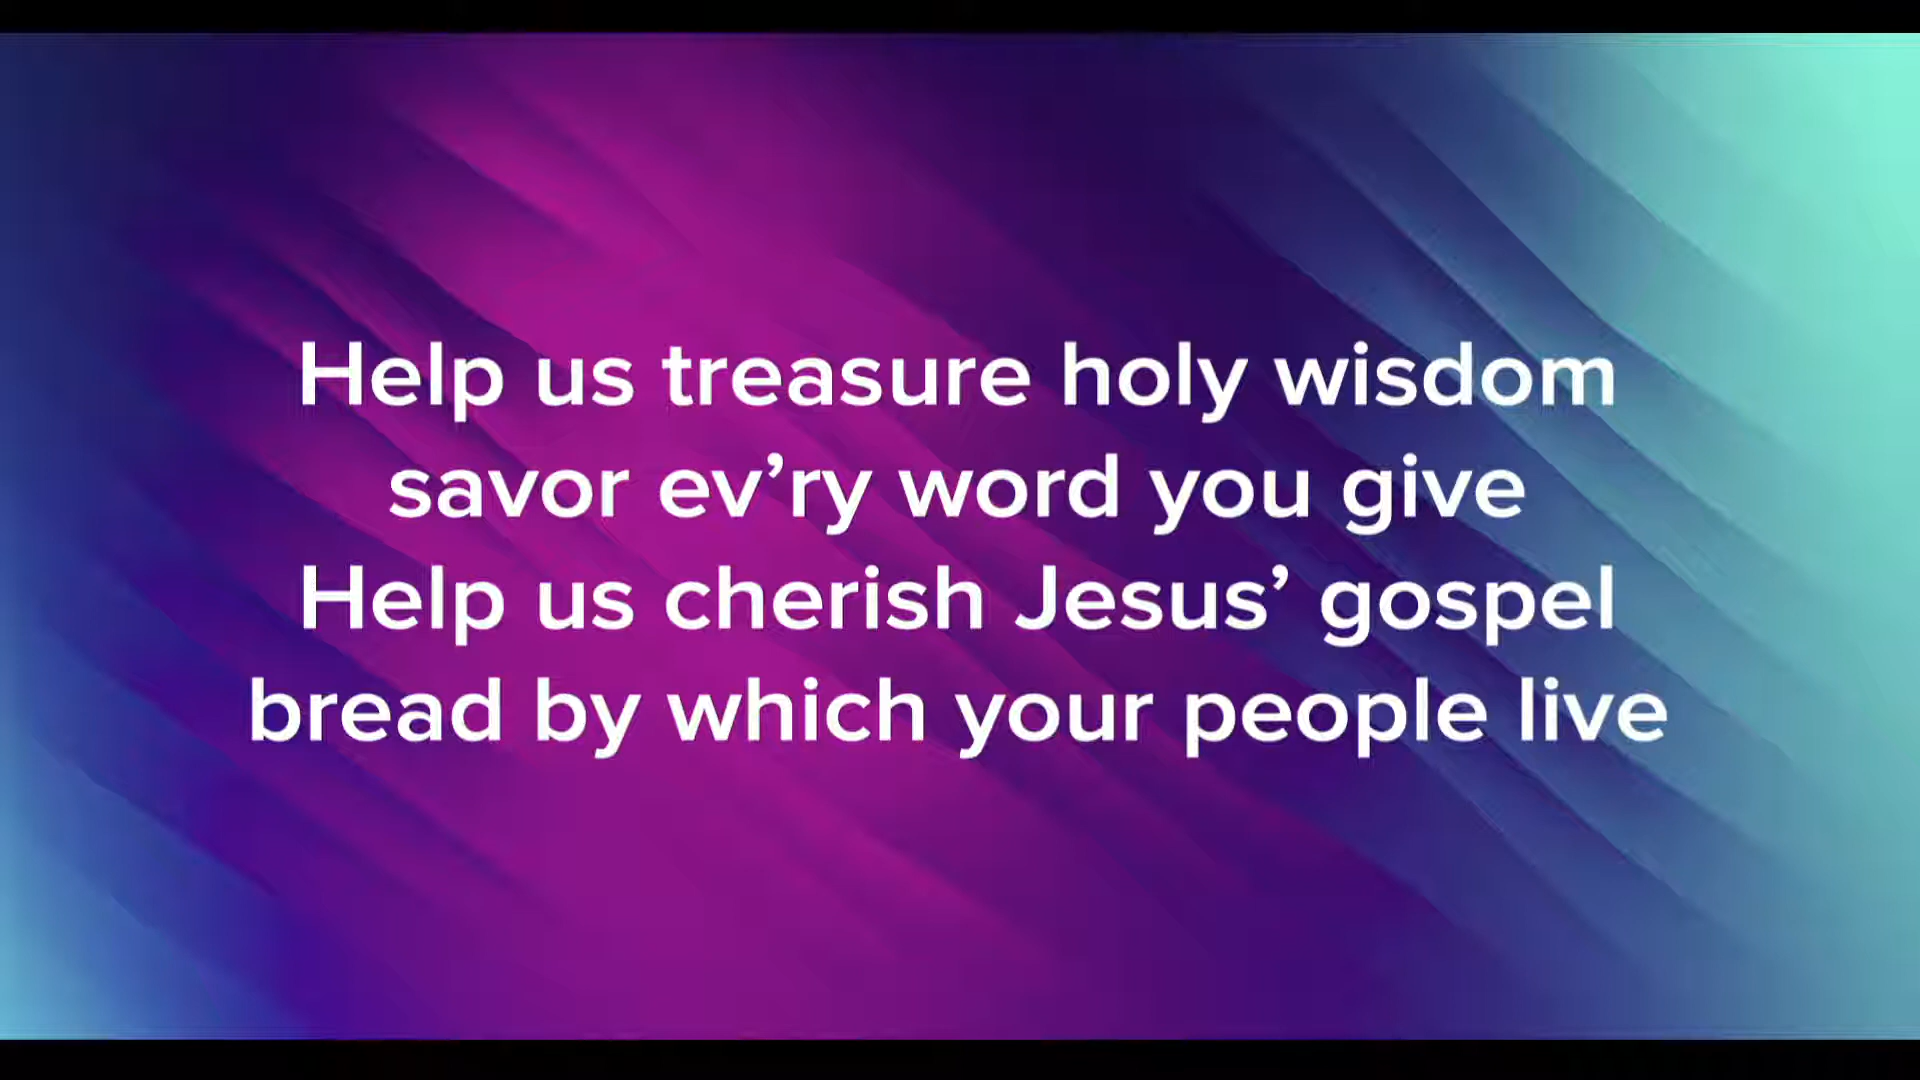 Help us treasure holy wisdom
savor ev’ry word you give
Help us cherish Jesus’ gospel
bread by which your people live